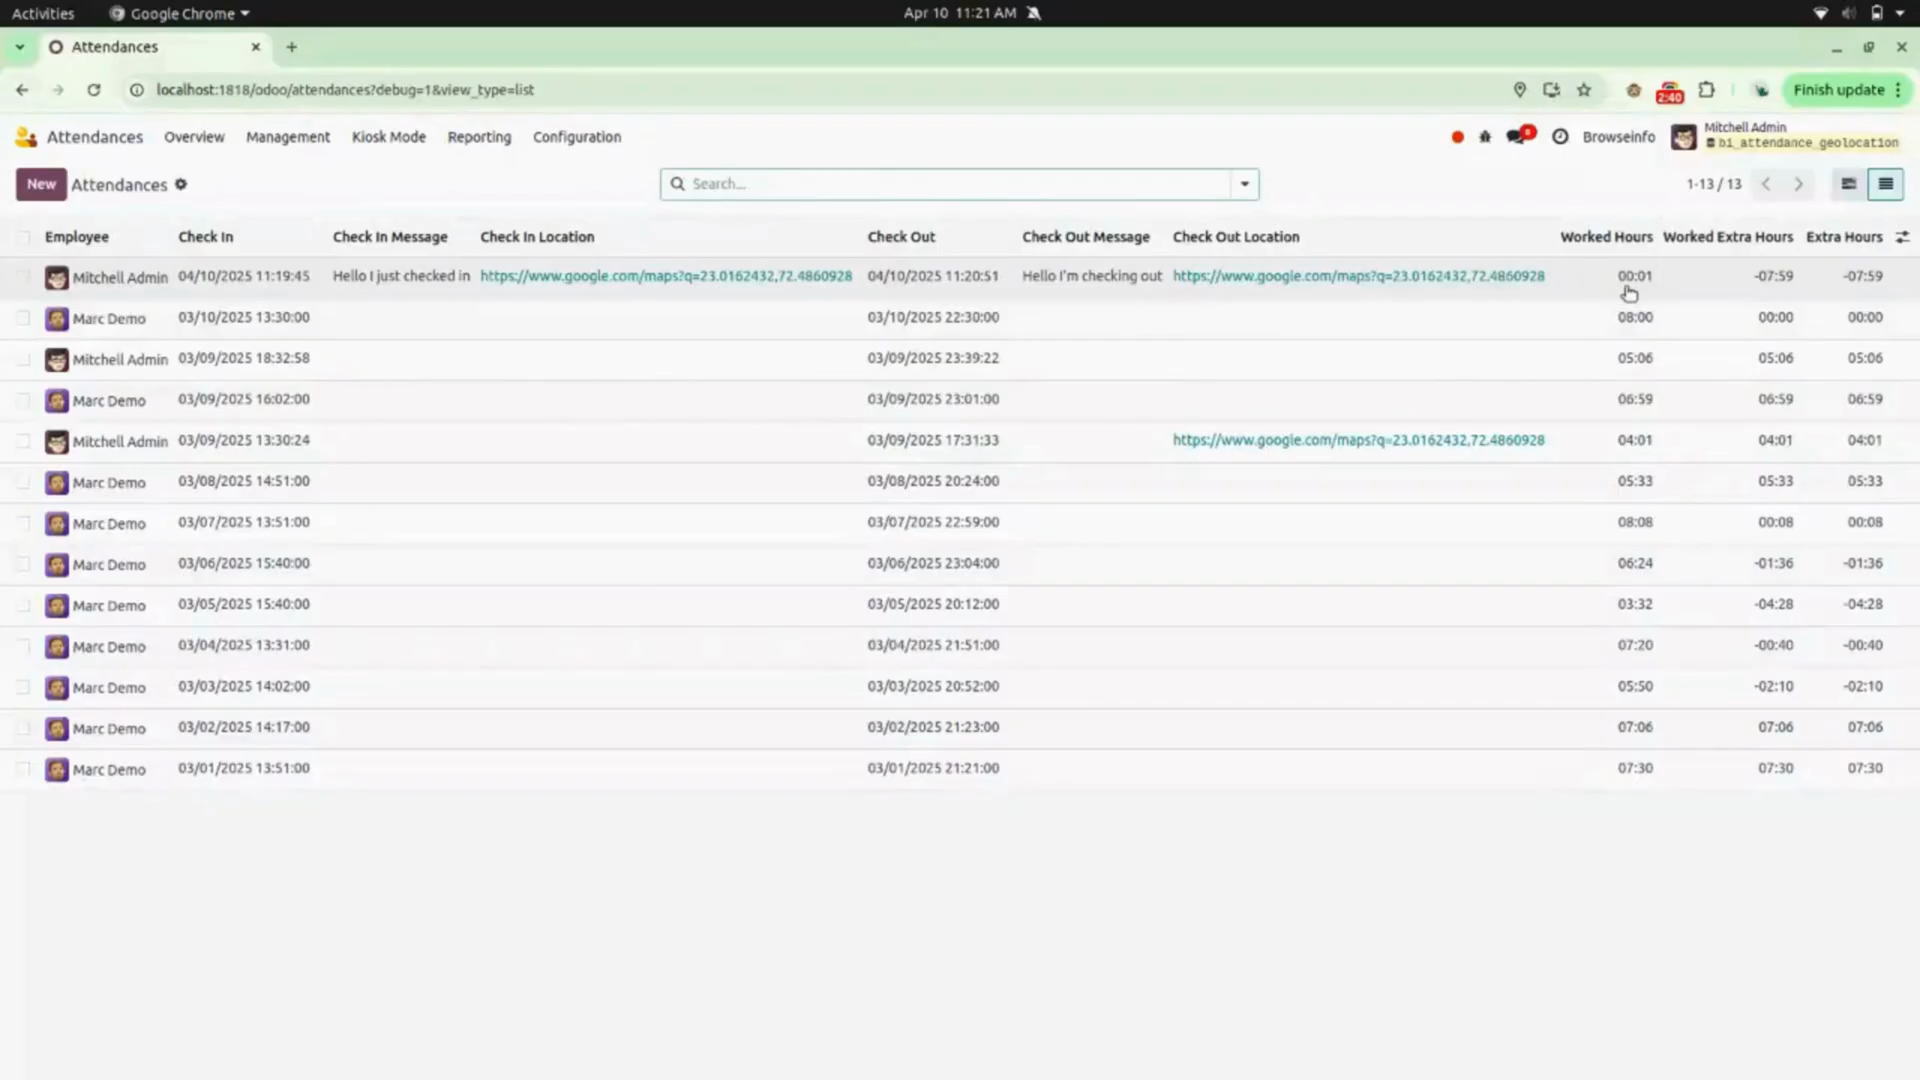 Activities Google Chrome Apr 10 11:21 AM
Attendances
localhost:1818/odoo/attendances?debug=1&view_type=list 2:40 Finish update
Attendances Overview Management Kiosk Mode Reporting Configuration Browseinfo Mitchell Admin
bi_attendance_geolocation
New Attendances Search... 1-13 / 13
Employee Check In Check In Message Check In Location Check Out Check Out Message Check Out Location Worked Hours Worked Extra Hours Extra Hours
Mitchell Admin 04/10/2025 11:19:45 Hello I just checked in https://www.google.com/maps?q=23.0162432,72.4860928 04/10/2025 11:20:51 Hello I'm checking out https://www.google.com/maps?q=23.0162432,72.4860928 00:01 -07:59 -07:59
Marc Demo 03/10/2025 13:30:00 03/10/2025 22:30:00 08:00 00:00 00:00
Mitchell Admin 03/09/2025 18:32:58 03/09/2025 23:39:22 05:06 05:06 05:06
Marc Demo 03/09/2025 16:02:00 03/09/2025 23:01:00 06:59 06:59 06:59
Mitchell Admin 03/09/2025 13:30:24 03/09/2025 17:31:33 https://www.google.com/maps?q=23.0162432,72.4860928 04:01 04:01 04:01
Marc Demo 03/08/2025 14:51:00 03/08/2025 20:24:00 05:33 05:33 05:33
Marc Demo 03/07/2025 13:51:00 03/07/2025 22:59:00 08:08 00:08 00:08
Marc Demo 03/06/2025 15:40:00 03/06/2025 23:04:00 06:24 -01:36 -01:36
Marc Demo 03/05/2025 15:40:00 03/05/2025 20:12:00 03:32 -04:28 -04:28
Marc Demo 03/04/2025 13:31:00 03/04/2025 21:51:00 07:20 -00:40 -00:40
Marc Demo 03/03/2025 14:02:00 03/03/2025 20:52:00 05:50 -02:10 -02:10
Marc Demo 03/02/2025 14:17:00 03/02/2025 21:23:00 07:06 07:06 07:06
Marc Demo 03/01/2025 13:51:00 03/01/2025 21:21:00 07:30 07:30 07:30